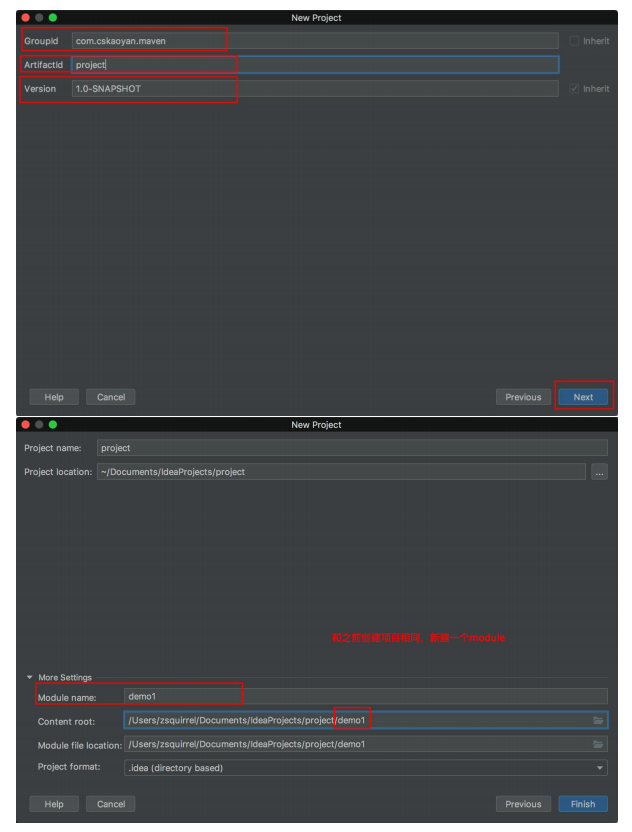 New Project
GroupId com.cskaoyan.maven Inherit
ArtifactId project
Version 1.0-SNAPSHOT Inherit
Help Cancel Previous Next
New Project
Project name: project
Project location: ~/Documents/IdeaProjects/project ...
和之前创建项目相同，新建一个module
More Settings
Module name: demo1
Content root: /Users/zsquirrel/Documents/IdeaProjects/project/demo1
Module file location: /Users/zsquirrel/Documents/IdeaProjects/project/demo1
Project format: .idea (directory based)
Help Cancel Previous Finish